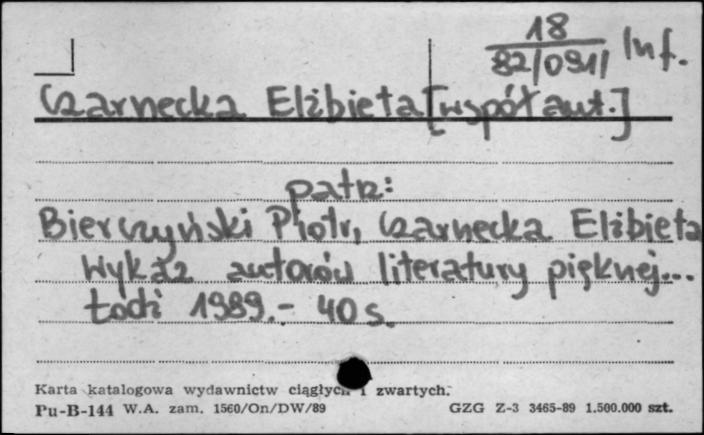 18
82/091/ Inf.
Czarnecka Elżbieta [współaut.]
patrz:
Bierczyński Piotr, Czarnecka Elżbieta
Wykaz autorów literatury pięknej...
Łódź 1989.- 40 s.
Karta katalogowa wydawnictw ciągłych i zwartych.
Pu-B-144 W.A. zam. 1560/On/DW/89 GZG Z-3 3465-89 1.500.000 szt.